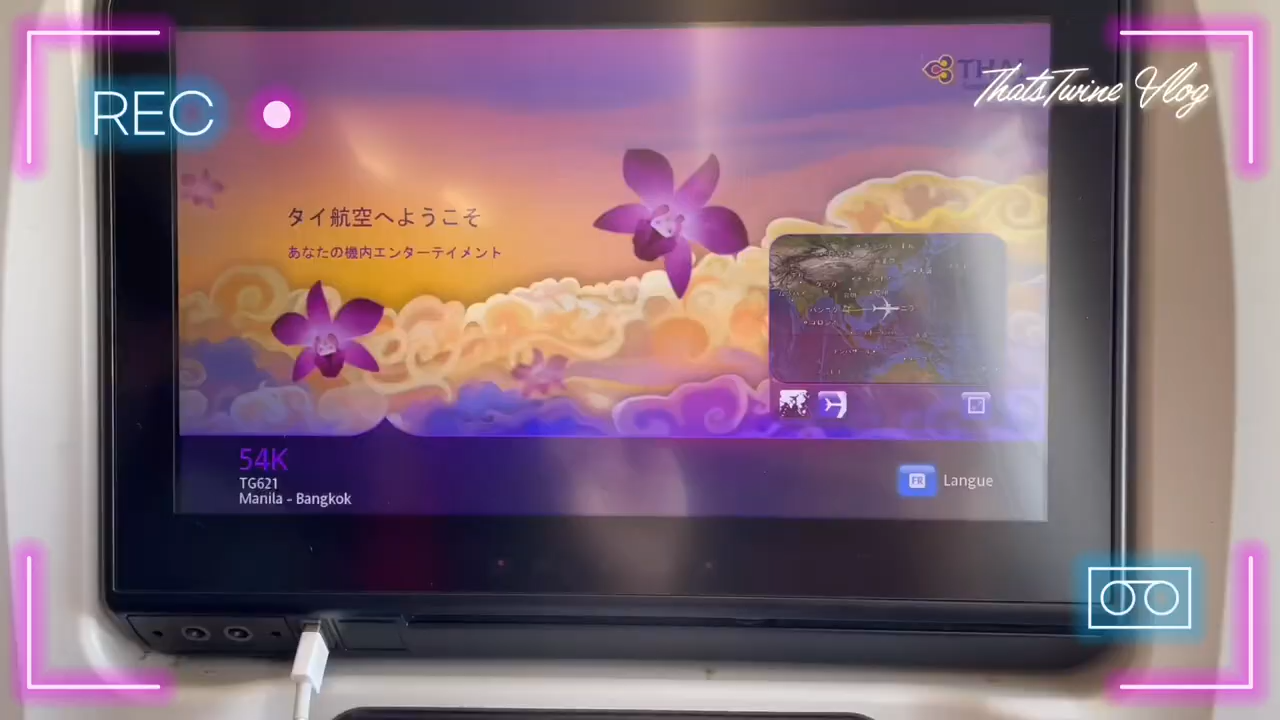 REC
THAI
ThatsTwine Vlog
タイ航空へようこそ
あなたの機内エンターテイメント
54K
TG621
Manila - Bangkok
FR Langue